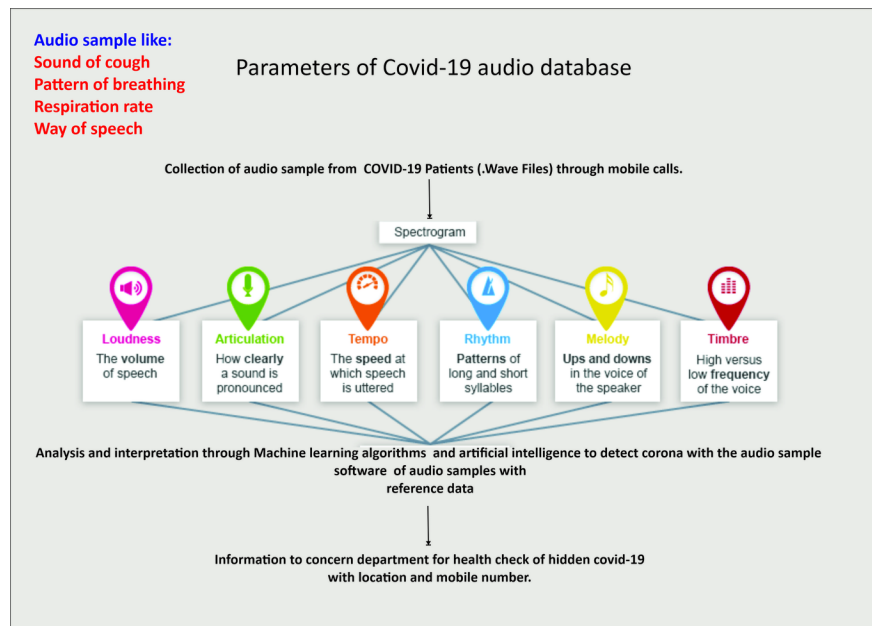 Audio sample like:
Sound of cough
Pattern of breathing
Respiration rate
Way of speech
Parameters of Covid-19 audio database
Collection of audio sample from COVID-19 Patients (.Wave Files) through mobile calls.
Spectrogram
Loudness
The volume
of speech
Articulation
How clearly
a sound is
pronounced
Tempo
The speed at
which speech
is uttered
Rhythm
Patterns of
long and short
syllables
Melody
Ups and downs
in the voice of
the speaker
Timbre
High versus
low frequency
of the voice
Analysis and interpretation through Machine learning algorithms and artificial intelligence to detect corona with the audio sample
software of audio samples with
reference data
Information to concern department for health check of hidden covid-19
with location and mobile number.